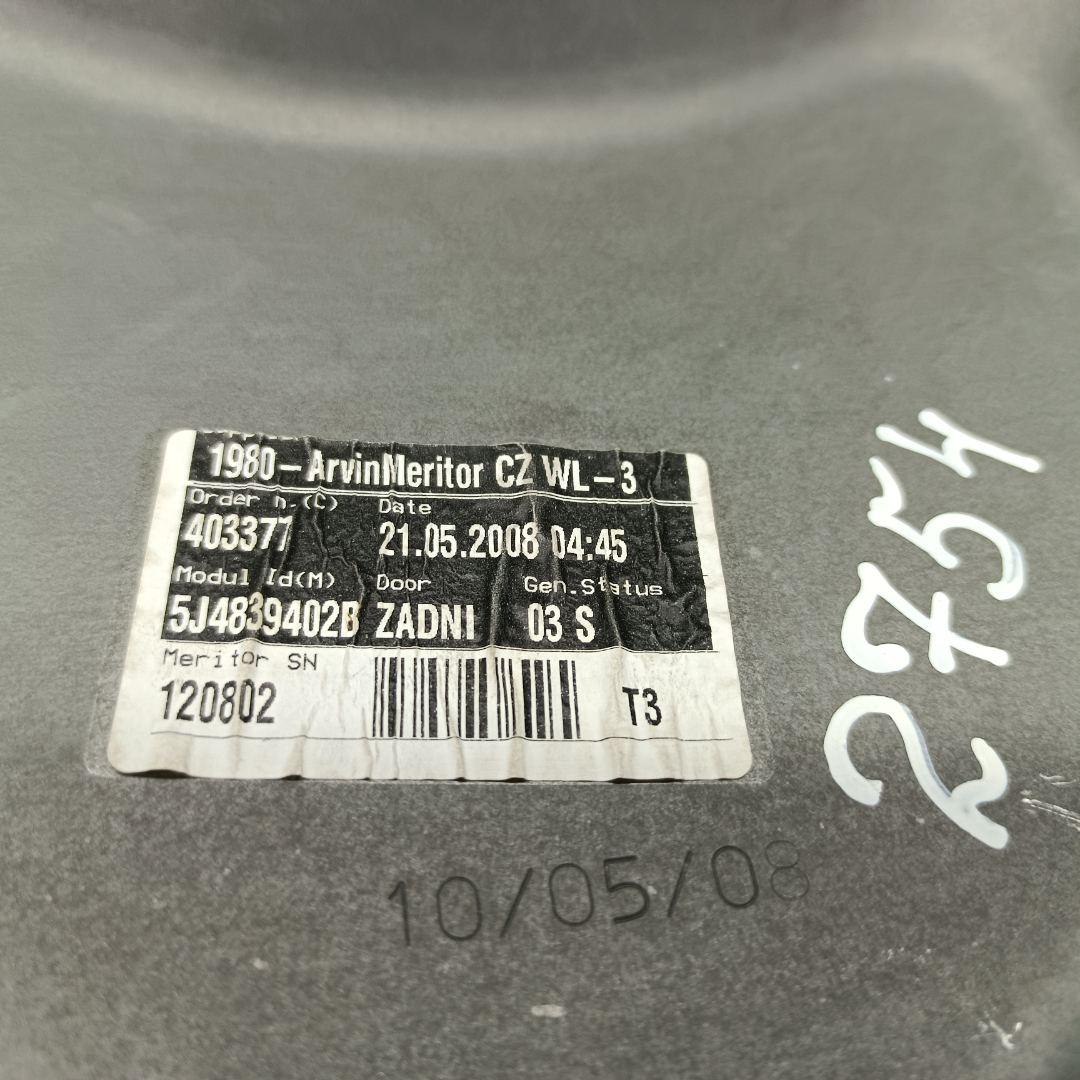 1980-ArvinMeritor CZ WL-3
Order n.(C) Date
403377 21.05.2008 04:45
Modul Id(M) Door Gen.Status
5J4839402B ZADNI 03 S
Meritor SN
120802 T3
10/05/08
2754